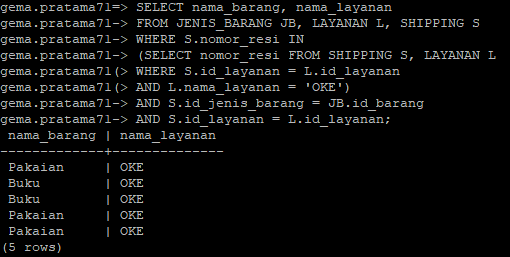 gema.pratama71=> SELECT nama_barang, nama_layanan
gema.pratama71-> FROM JENIS_BARANG JB, LAYANAN L, SHIPPING S
gema.pratama71-> WHERE S.nomor_resi IN
gema.pratama71-> (SELECT nomor_resi FROM SHIPPING S, LAYANAN L
gema.pratama71(> WHERE S.id_layanan = L.id_layanan
gema.pratama71(> AND L.nama_layanan = 'OKE')
gema.pratama71-> AND S.id_jenis_barang = JB.id_barang
gema.pratama71-> AND S.id_layanan = L.id_layanan;
 nama_barang | nama_layanan
-------------+--------------
 Pakaian     | OKE
 Buku        | OKE
 Buku        | OKE
 Pakaian     | OKE
 Pakaian     | OKE
(5 rows)